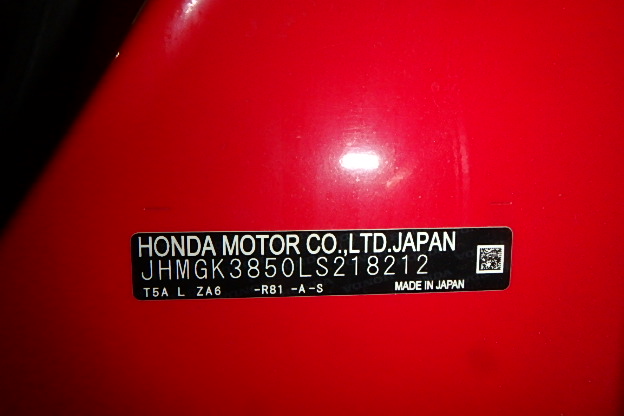 HONDA MOTOR CO.,LTD.JAPAN
JHMGK3850LS218212
T5A L ZA6 -R81 -A-S MADE IN JAPAN